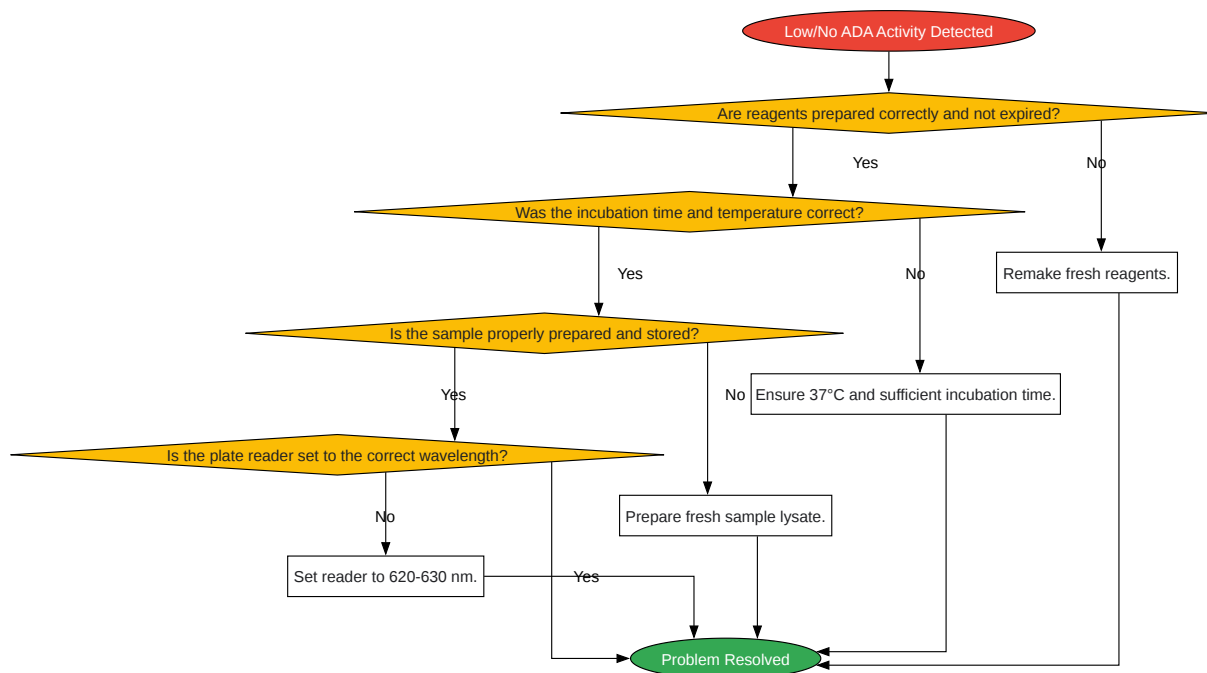 Low/No ADA Activity Detected
Are reagents prepared correctly and not expired?
Yes
No
Was the incubation time and temperature correct?
Yes
No
Remake fresh reagents.
Is the sample properly prepared and stored?
Yes
No
Ensure 37°C and sufficient incubation time.
Is the plate reader set to the correct wavelength?
No
Prepare fresh sample lysate.
Set reader to 620-630 nm.
Yes
Problem Resolved